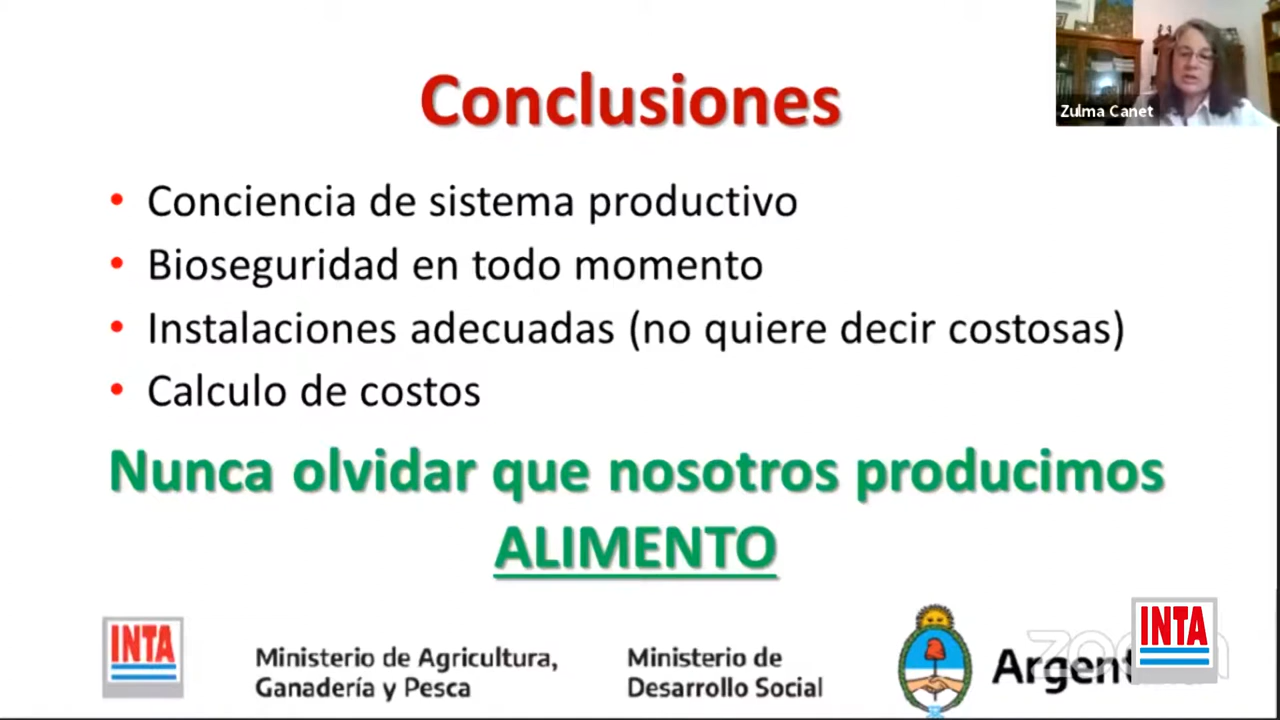 Conclusiones
Zulma Canet
• Conciencia de sistema productivo
• Bioseguridad en todo momento
• Instalaciones adecuadas (no quiere decir costosas)
• Calculo de costos
Nunca olvidar que nosotros producimos
ALIMENTO
INTA
Ministerio de Agricultura,
Ganadería y Pesca
Ministerio de
Desarrollo Social
Argent
INTA